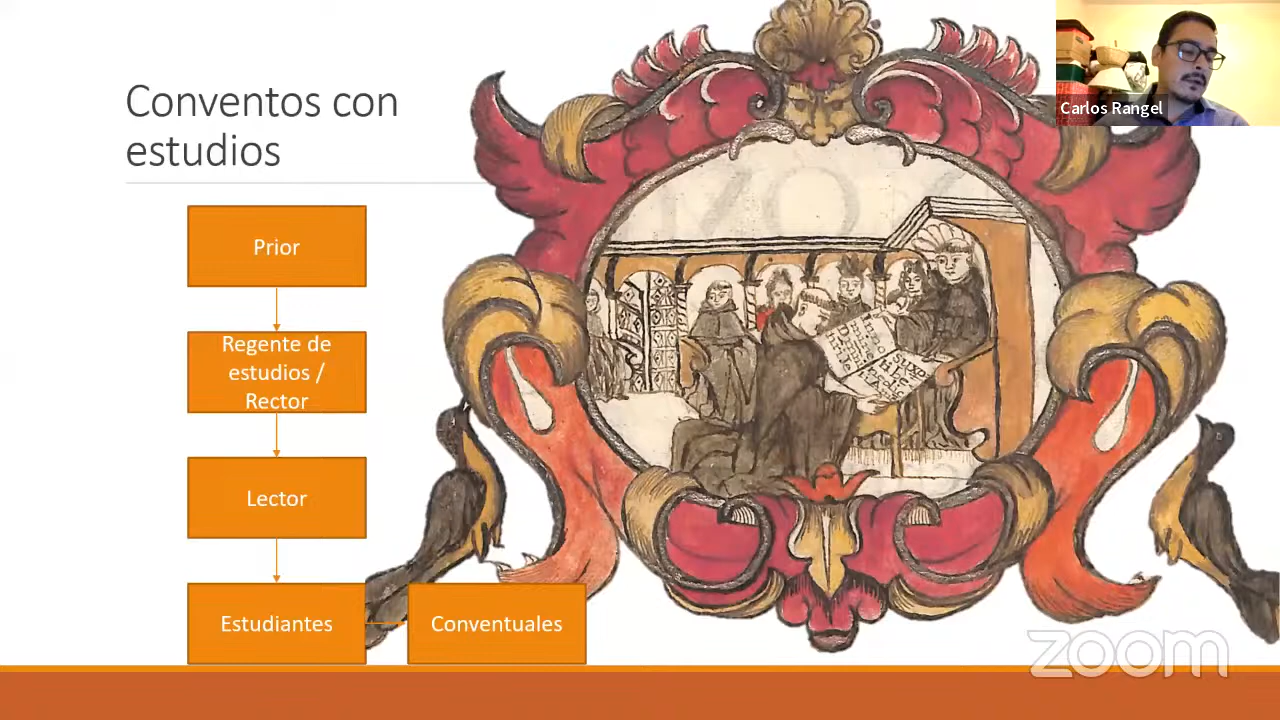 Conventos con
estudios
Carlos Rangel
Prior
Regente de
estudios /
Rector
Lector
Estudiantes
Conventuales
zoom